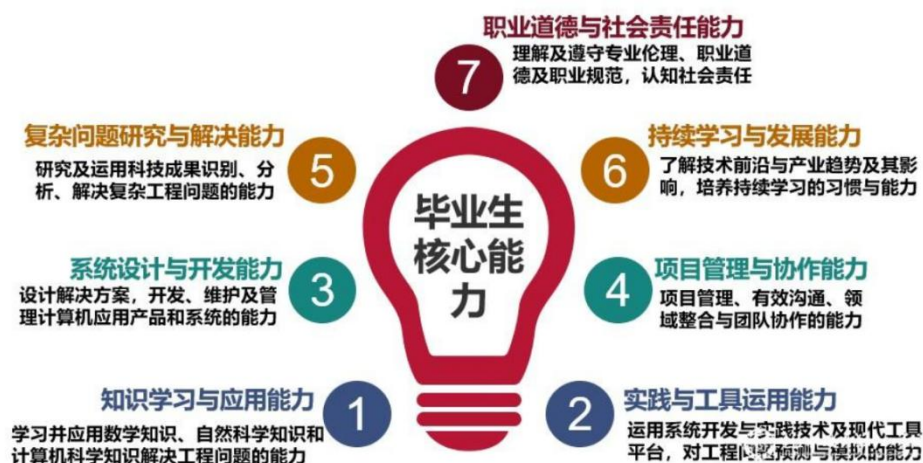 职业道德与社会责任能力
7
理解及遵守专业伦理、职业道
德及职业规范，认知社会责任
复杂问题研究与解决能力
5
研究及运用科技成果识别、分
析、解决复杂工程问题的能力
持续学习与发展能力
6
了解技术前沿与产业趋势及其影
响，培养持续学习的习惯与能力
毕业生
核心能
力
系统设计与开发能力
3
设计解决方案，开发、维护及管
理计算机应用产品和系统的能力
项目管理与协作能力
4
项目管理、有效沟通、领
域整合与团队协作的能力
知识学习与应用能力
1
学习并应用数学知识、自然科学知识和
计算机科学知识解决工程问题的能力
实践与工具运用能力
2
运用系统开发与实践技术及现代工具
平台，对工程问题预测与模拟的能力